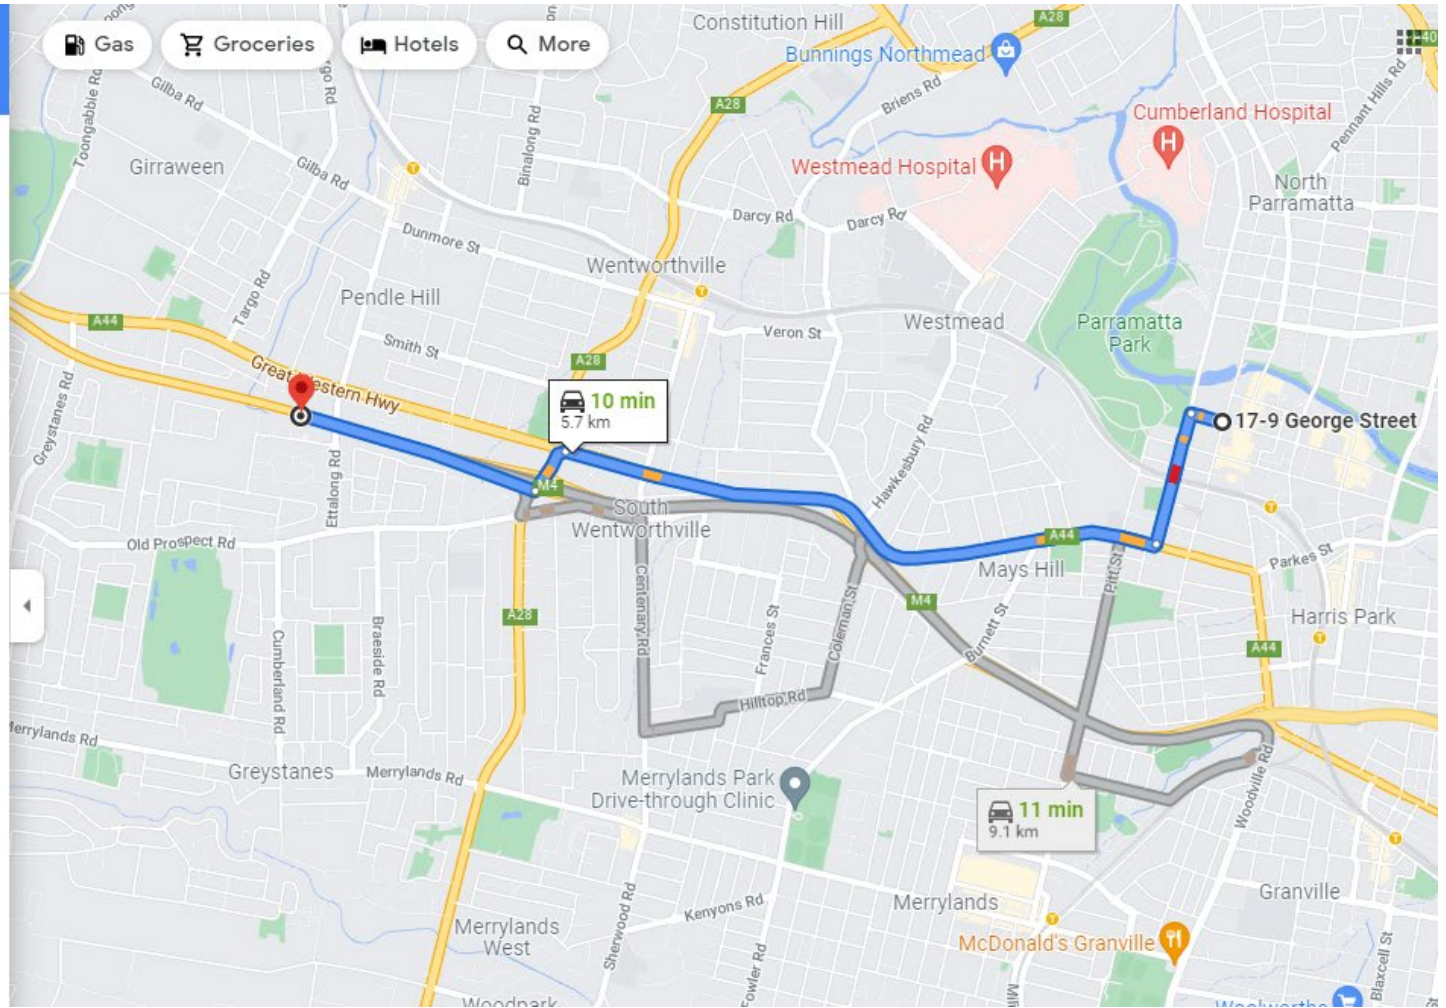 Gas
Groceries
Hotels
More
Constitution Hill
A28
Bunnings Northmead
Toongabbie Rd
Gilba Rd
Binalong Rd
A28
Briens Rd
Cumberland Hospital
Pennant Hills Rd
Girraween
Gilba Rd
Westmead Hospital
North
Parramatta
Darcy Rd
Darcy Rd
Dunmore St
Wentworthville
Targo Rd
Pendle Hill
A44
Smith St
Veron St
Westmead
Parramatta
Park
A28
Great Western Hwy
Greystanes Rd
10 min
5.7 km
17-9 George Street
Hawkesbury Rd
Ettalong Rd
M4
South
Wentworthville
Old Prospect Rd
A44
Mays Hill
Pitt St
Parkes St
M4
A28
Centenary Rd
Frances St
Coleman St
Burnett St
Harris Park
A44
Cumberland Rd
Braeside Rd
Hilltop Rd
Merrylands Rd
Greystanes
Merrylands Rd
Merrylands Park
Drive-through Clinic
Woodville Rd
11 min
9.1 km
Merrylands
West
Sherwood Rd
Kenyons Rd
Fowler Rd
Merrylands
Granville
McDonald's Granville
Blaxcell St
Woodpark
Woolworths